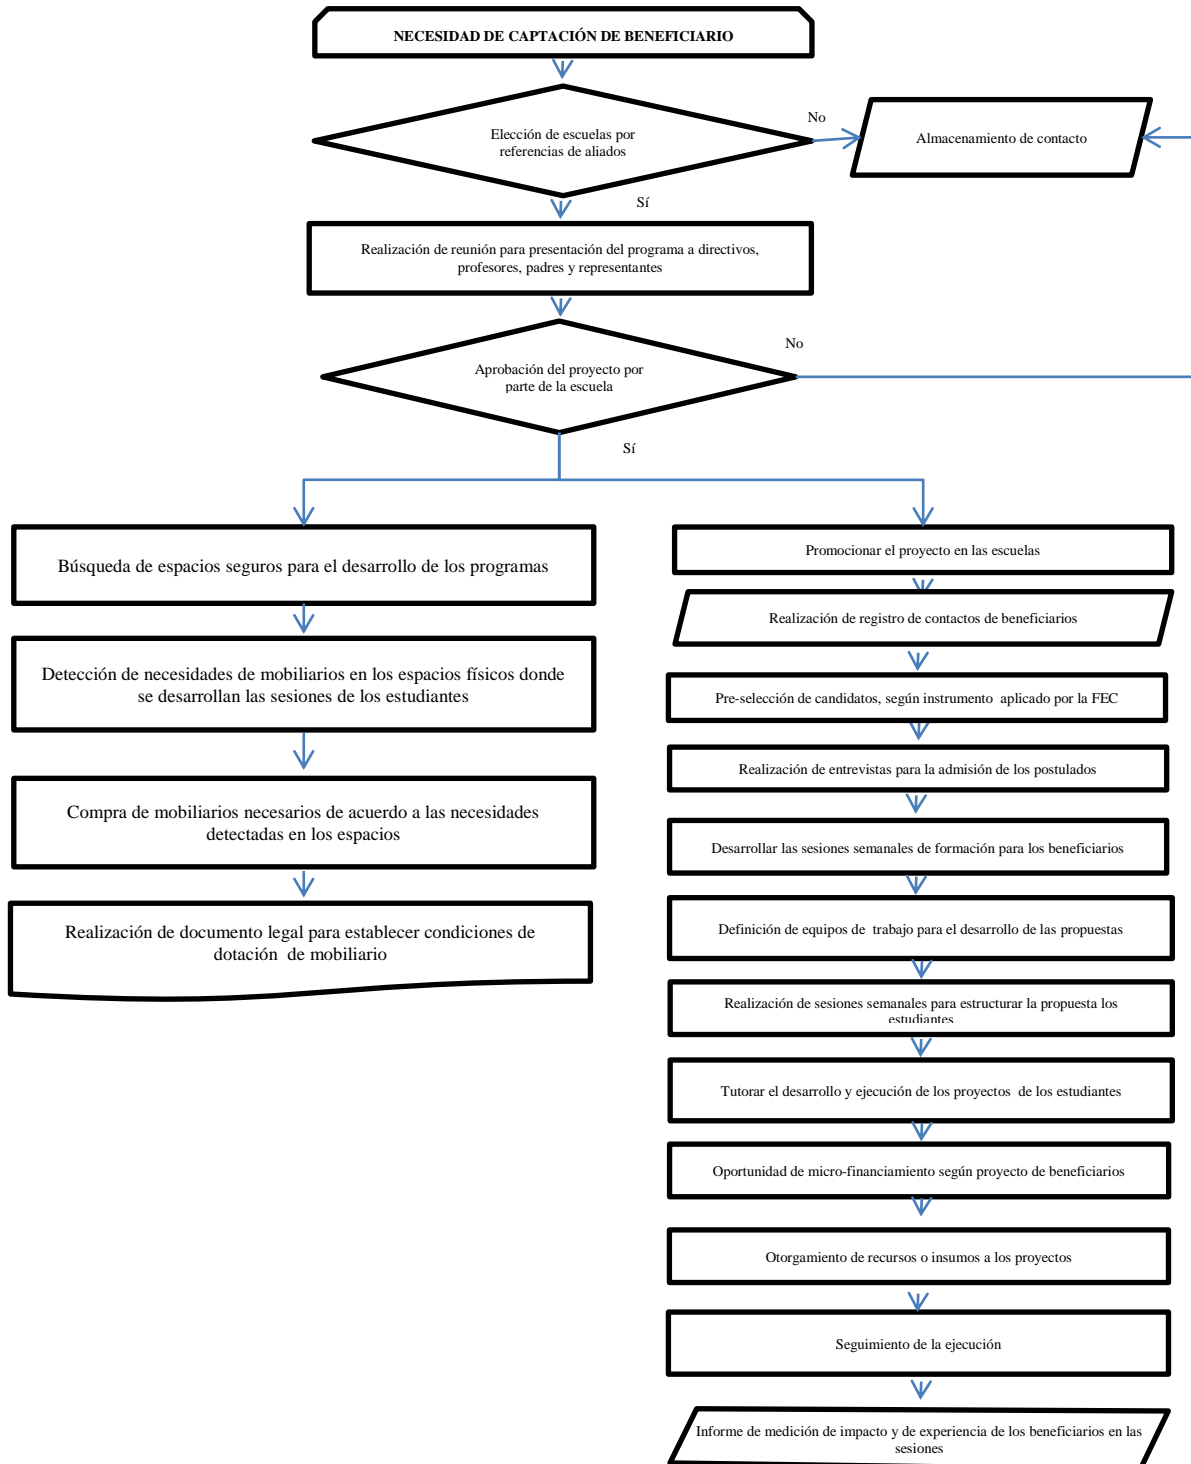 NECESIDAD DE CAPTACIÓN DE BENEFICIARIO
Elección de escuelas por
referencias de aliados
No
Almacenamiento de contacto
Sí
Realización de reunión para presentación del programa a directivos,
profesores, padres y representantes
Aprobación del proyecto por
parte de la escuela
No
Sí
Búsqueda de espacios seguros para el desarrollo de los programas
Detección de necesidades de mobiliarios en los espacios físicos donde
se desarrollan las sesiones de los estudiantes
Compra de mobiliarios necesarios de acuerdo a las necesidades
detectadas en los espacios
Realización de documento legal para establecer condiciones de
dotación de mobiliario
Promocionar el proyecto en las escuelas
Realización de registro de contactos de beneficiarios
Pre-selección de candidatos, según instrumento aplicado por la FEC
Realización de entrevistas para la admisión de los postulados
Desarrollar las sesiones semanales de formación para los beneficiarios
Definición de equipos de trabajo para el desarrollo de las propuestas
Realización de sesiones semanales para estructurar la propuesta los
estudiantes
Tutorar el desarrollo y ejecución de los proyectos de los estudiantes
Oportunidad de micro-financiamiento según proyecto de beneficiarios
Otorgamiento de recursos o insumos a los proyectos
Seguimiento de la ejecución
Informe de medición de impacto y de experiencia de los beneficiarios en las
sesiones